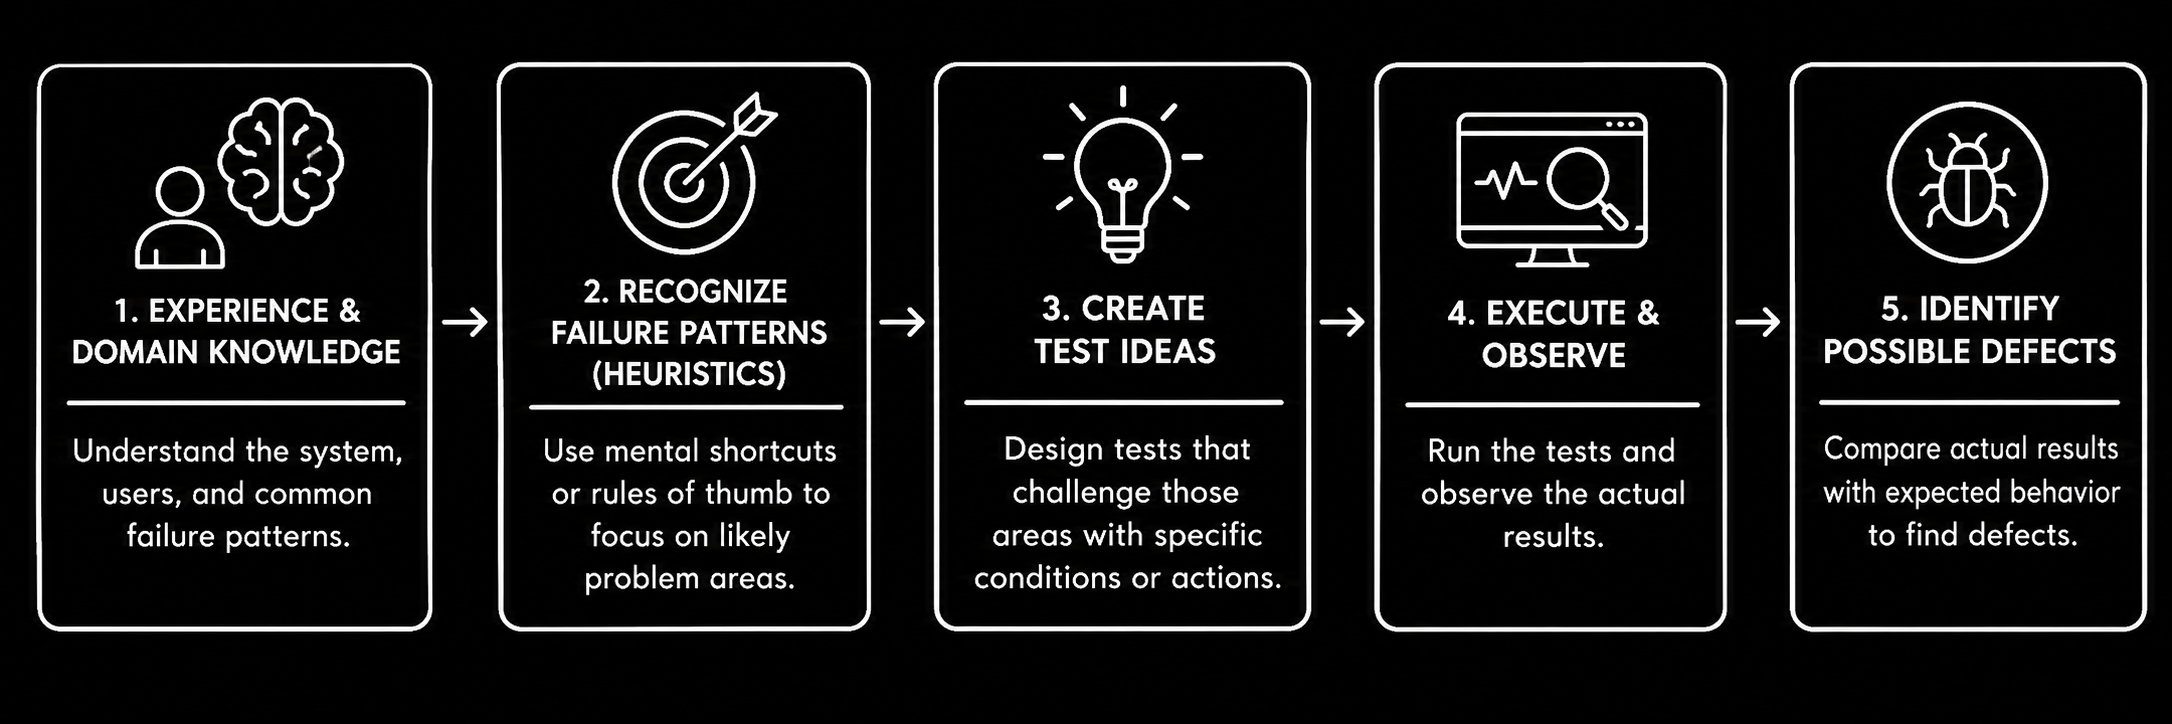 1. EXPERIENCE &
DOMAIN KNOWLEDGE
Understand the system,
users, and common
failure patterns.
2. RECOGNIZE
FAILURE PATTERNS
(HEURISTICS)
Use mental shortcuts
or rules of thumb to
focus on likely
problem areas.
3. CREATE
TEST IDEAS
Design tests that
challenge those
areas with specific
conditions or actions.
4. EXECUTE &
OBSERVE
Run the tests and
observe the actual
results.
5. IDENTIFY
POSSIBLE DEFECTS
Compare actual results
with expected behavior
to find defects.